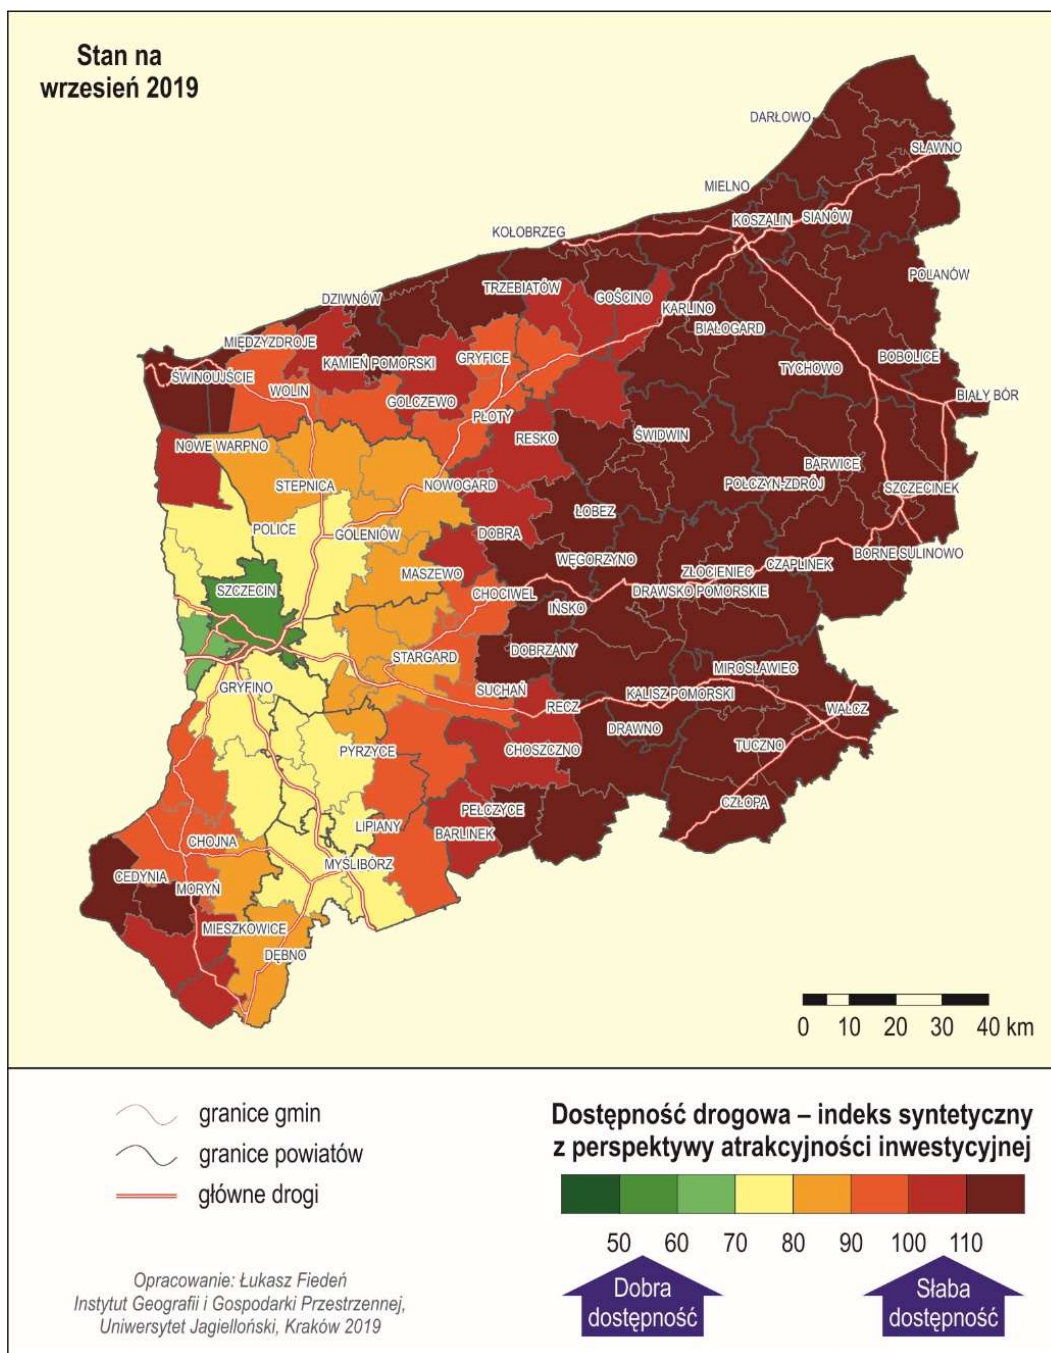 Stan na
wrzesień 2019
DARŁOWO
SŁAWNO
MIELNO
KOSZALIN
SIANÓW
KOŁOBRZEG
POLANÓW
TRZEBIATÓW
GOŚCINO
DZIWNÓW
KARLINO
BIAŁOGARD
MIĘDZYZDROJE
KAMIEŃ POMORSKI
GRYFICE
BOBOLICE
TYCHOWO
ŚWINOUJŚCIE
WOLIN
GOLCZEWO
BIAŁY BÓR
PŁOTY
NOWE WARPNO
RESKO
ŚWIDWIN
BARWICE
STEPNICA
NOWOGARD
POŁCZYN-ZDRÓJ
SZCZECINEK
ŁOBEZ
POLICE
GOLENIÓW
DOBRA
WĘGORZYNO
BORNE SULINOWO
MASZEWO
ZŁOCIENIEC
CZAPLINEK
SZCZECIN
CHOCIWEL
IŃSKO
DRAWSKO POMORSKIE
STARGARD
DOBRZANY
MIROSŁAWIEC
GRYFINO
SUCHAŃ
RECZ
KALISZ POMORSKI
WAŁCZ
DRAWNO
PYRZYCE
CHOSZCZNO
TUCZNO
CZŁOPA
PEŁCZYCE
LIPIANY
BARLINEK
CHOJNA
MYŚLIBÓRZ
CEDYNIA
MORYŃ
MIESZKOWICE
DĘBNO
0 10 20 30 40 km
granice gmin
granice powiatów
główne drogi
Dostępność drogowa – indeks syntetyczny
z perspektywy atrakcyjności inwestycyjnej
50 60 70 80 90 100 110
Dobra
dostępność
Słaba
dostępność
Opracowanie: Łukasz Fiedeń
Instytut Geografii i Gospodarki Przestrzennej,
Uniwersytet Jagielloński, Kraków 2019